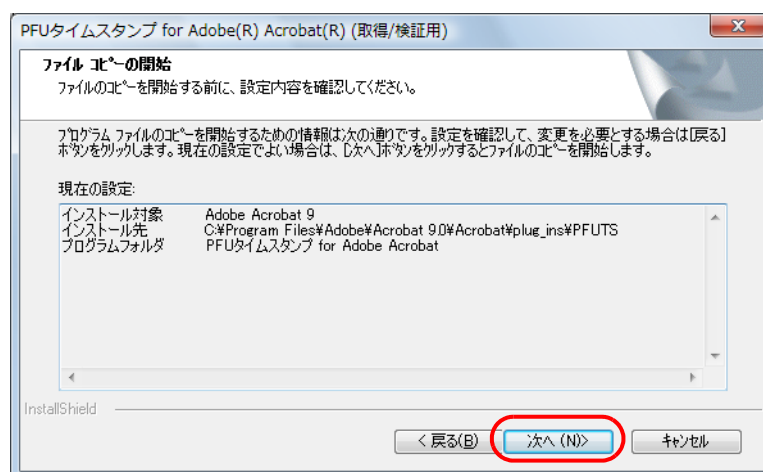 PFUタイムスタンプ for Adobe(R) Acrobat(R) (取得/検証用)
ファイル コピーの開始
ファイルのコピーを開始する前に、設定内容を確認してください。
プログラム ファイルのコピーを開始するための情報は次の通りです。設定を確認して、変更を必要とする場合は[戻る]
ボタンをクリックします。現在の設定でよい場合は、[次へ]ボタンをクリックするとファイルのコピーを開始します。
現在の設定:
インストール対象 Adobe Acrobat 9
インストール先 C:¥Program Files¥Adobe¥Acrobat 9.0¥Acrobat¥plug_ins¥PFUTS
プログラムフォルダ PFUタイムスタンプ for Adobe Acrobat
InstallShield
< 戻る(B) 次へ (N)> キャンセル